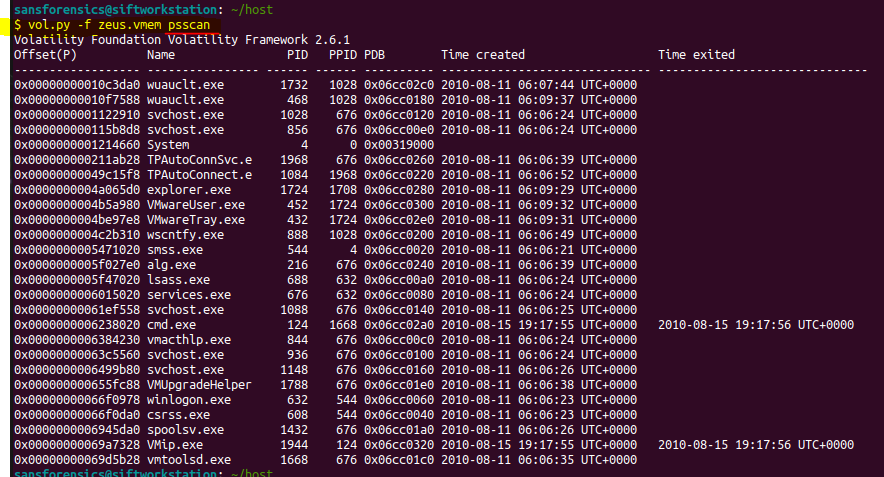 sansforensics@siftworkstation: ~/host
$ vol.py -f zeus.vmem psscan
Volatility Foundation Volatility Framework 2.6.1
Offset(P) Name PID PPID PDB Time created Time exited
------------------ ---------------- ------ ------ ---------- ------------------------------ ------------------------------
0x00000000010c3da0 wuauclt.exe 1732 1028 0x06cc02c0 2010-08-11 06:07:44 UTC+0000
0x00000000010f7588 wuauclt.exe 468 1028 0x06cc0180 2010-08-11 06:09:37 UTC+0000
0x0000000001122910 svchost.exe 1028 676 0x06cc0120 2010-08-11 06:06:24 UTC+0000
0x000000000115b8d8 svchost.exe 856 676 0x06cc00e0 2010-08-11 06:06:24 UTC+0000
0x0000000001214660 System 4 0 0x00319000
0x000000000211ab28 TPAutoConnSvc.e 1968 676 0x06cc0260 2010-08-11 06:06:39 UTC+0000
0x00000000049c15f8 TPAutoConnect.e 1084 1968 0x06cc0220 2010-08-11 06:06:52 UTC+0000
0x0000000004a065d0 explorer.exe 1724 1708 0x06cc0280 2010-08-11 06:09:29 UTC+0000
0x0000000004b5a980 VMwareUser.exe 452 1724 0x06cc0300 2010-08-11 06:09:32 UTC+0000
0x0000000004be97e8 VMwareTray.exe 432 1724 0x06cc02e0 2010-08-11 06:09:31 UTC+0000
0x0000000004c2b310 wscntfy.exe 888 1028 0x06cc0200 2010-08-11 06:06:49 UTC+0000
0x0000000005471020 smss.exe 544 4 0x06cc0020 2010-08-11 06:06:21 UTC+0000
0x0000000005f027e0 alg.exe 216 676 0x06cc0240 2010-08-11 06:06:39 UTC+0000
0x0000000005f47020 lsass.exe 688 632 0x06cc00a0 2010-08-11 06:06:24 UTC+0000
0x0000000006015020 services.exe 676 632 0x06cc0080 2010-08-11 06:06:24 UTC+0000
0x00000000061ef558 svchost.exe 1088 676 0x06cc0140 2010-08-11 06:06:25 UTC+0000
0x0000000006238020 cmd.exe 124 1668 0x06cc02a0 2010-08-15 19:17:55 UTC+0000 2010-08-15 19:17:56 UTC+0000
0x0000000006384230 vmacthlp.exe 844 676 0x06cc00c0 2010-08-11 06:06:24 UTC+0000
0x00000000063c5560 svchost.exe 936 676 0x06cc0100 2010-08-11 06:06:24 UTC+0000
0x0000000006499b80 svchost.exe 1148 676 0x06cc0160 2010-08-11 06:06:26 UTC+0000
0x000000000655fc88 VMUpgradeHelper 1788 676 0x06cc01e0 2010-08-11 06:06:38 UTC+0000
0x00000000066f0978 winlogon.exe 632 544 0x06cc0060 2010-08-11 06:06:23 UTC+0000
0x00000000066f0da0 csrss.exe 608 544 0x06cc0040 2010-08-11 06:06:23 UTC+0000
0x0000000006945da0 spoolsv.exe 1432 676 0x06cc01a0 2010-08-11 06:06:26 UTC+0000
0x00000000069a7328 VMip.exe 1944 124 0x06cc0320 2010-08-15 19:17:55 UTC+0000 2010-08-15 19:17:56 UTC+0000
0x00000000069d5b28 vmtoolsd.exe 1668 676 0x06cc01c0 2010-08-11 06:06:35 UTC+0000
sansforensics@siftworkstation: ~/host